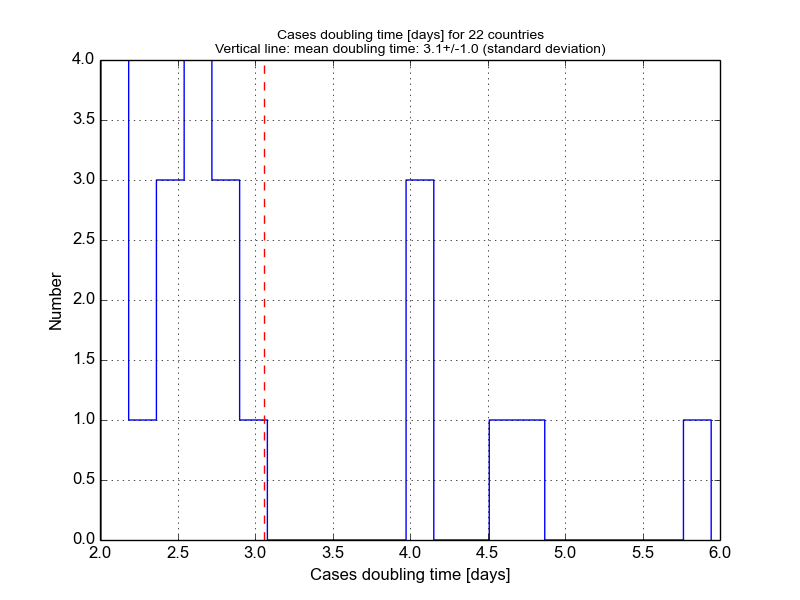 Cases doubling time [days] for 22 countries
Vertical line: mean doubling time: 3.1+/-1.0 (standard deviation)
4.0
3.5
3.0
2.5
2.0
1.5
1.0
0.5
0.0
Number
2.0 2.5 3.0 3.5 4.0 4.5 5.0 5.5 6.0
Cases doubling time [days]